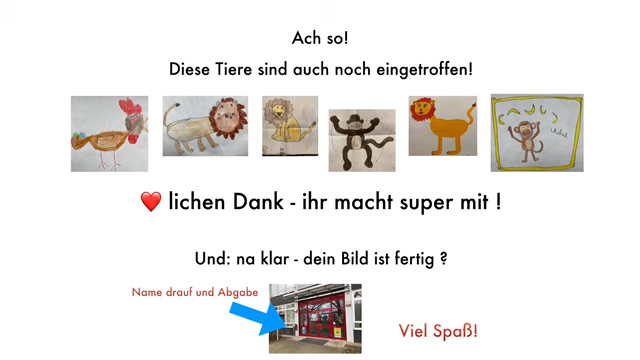 Ach so!
Diese Tiere sind auch noch eingetroffen!
❤️ lichen Dank - ihr macht super mit !
Und: na klar - dein Bild ist fertig ?
Name drauf und Abgabe
Viel Spaß!